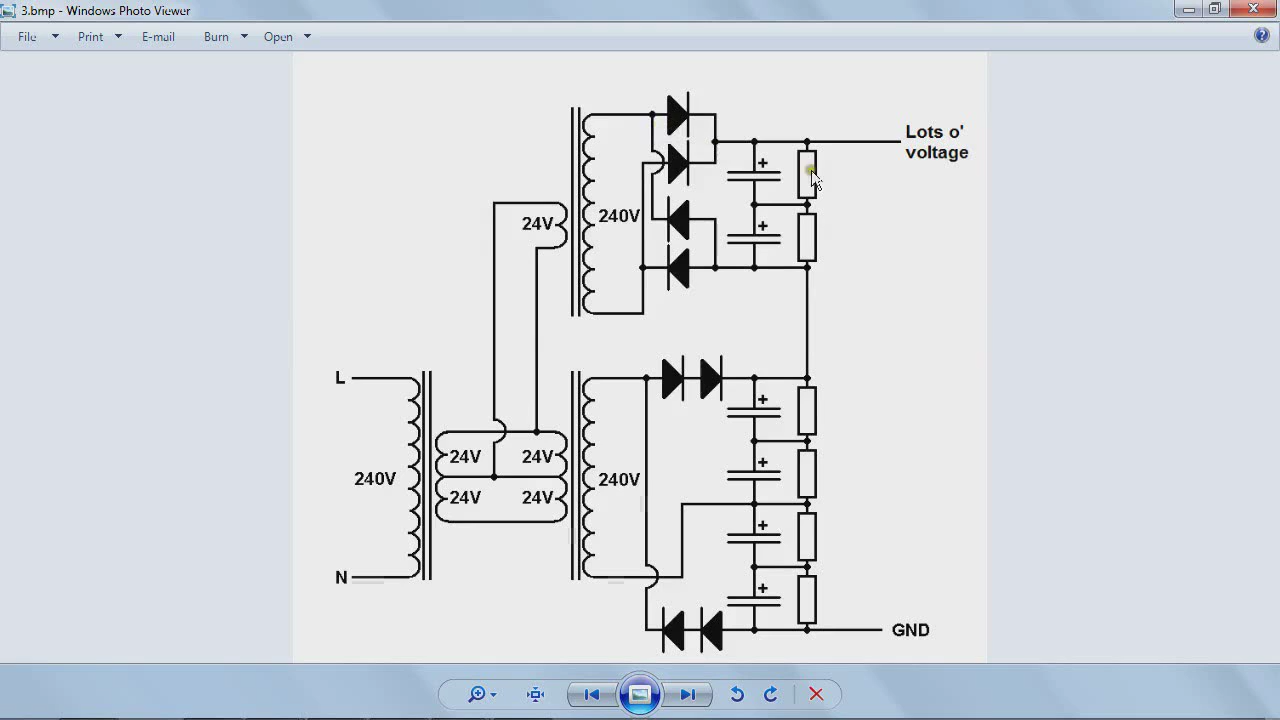 3.bmp - Windows Photo Viewer
File Print E-mail Burn Open
Lots o'
voltage
+
24V 240V
+
L
+
24V 24V
+
240V 240V
24V 24V
+
N
+
GND